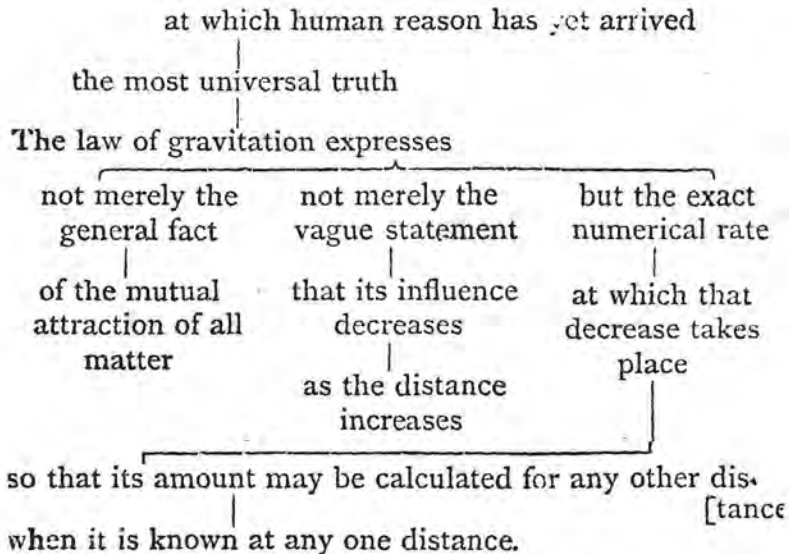 at which human reason has yet arrived
the most universal truth
The law of gravitation expresses
not merely the
general fact
of the mutual
attraction of all
matter
not merely the
vague statement
that its influence
decreases
as the distance
increases
but the exact
numerical rate
at which that
decrease takes
place
so that its amount may be calculated for any other dis-
[tance
when it is known at any one distance.